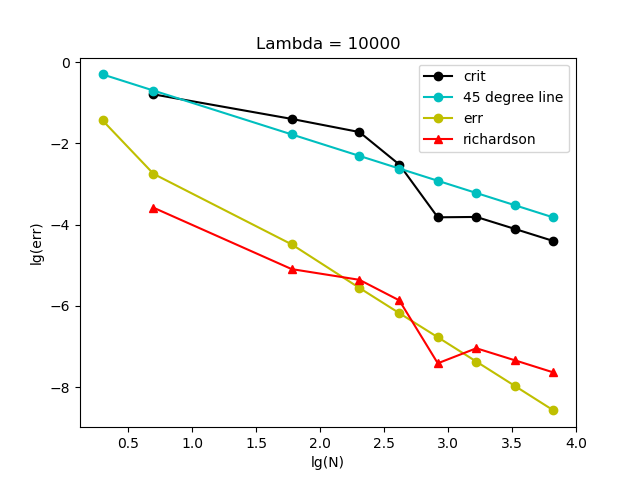 Lambda = 10000
crit
45 degree line
err
richardson
lg(err)
0
−2
−4
−6
−8
0.5 1.0 1.5 2.0 2.5 3.0 3.5 4.0
lg(N)